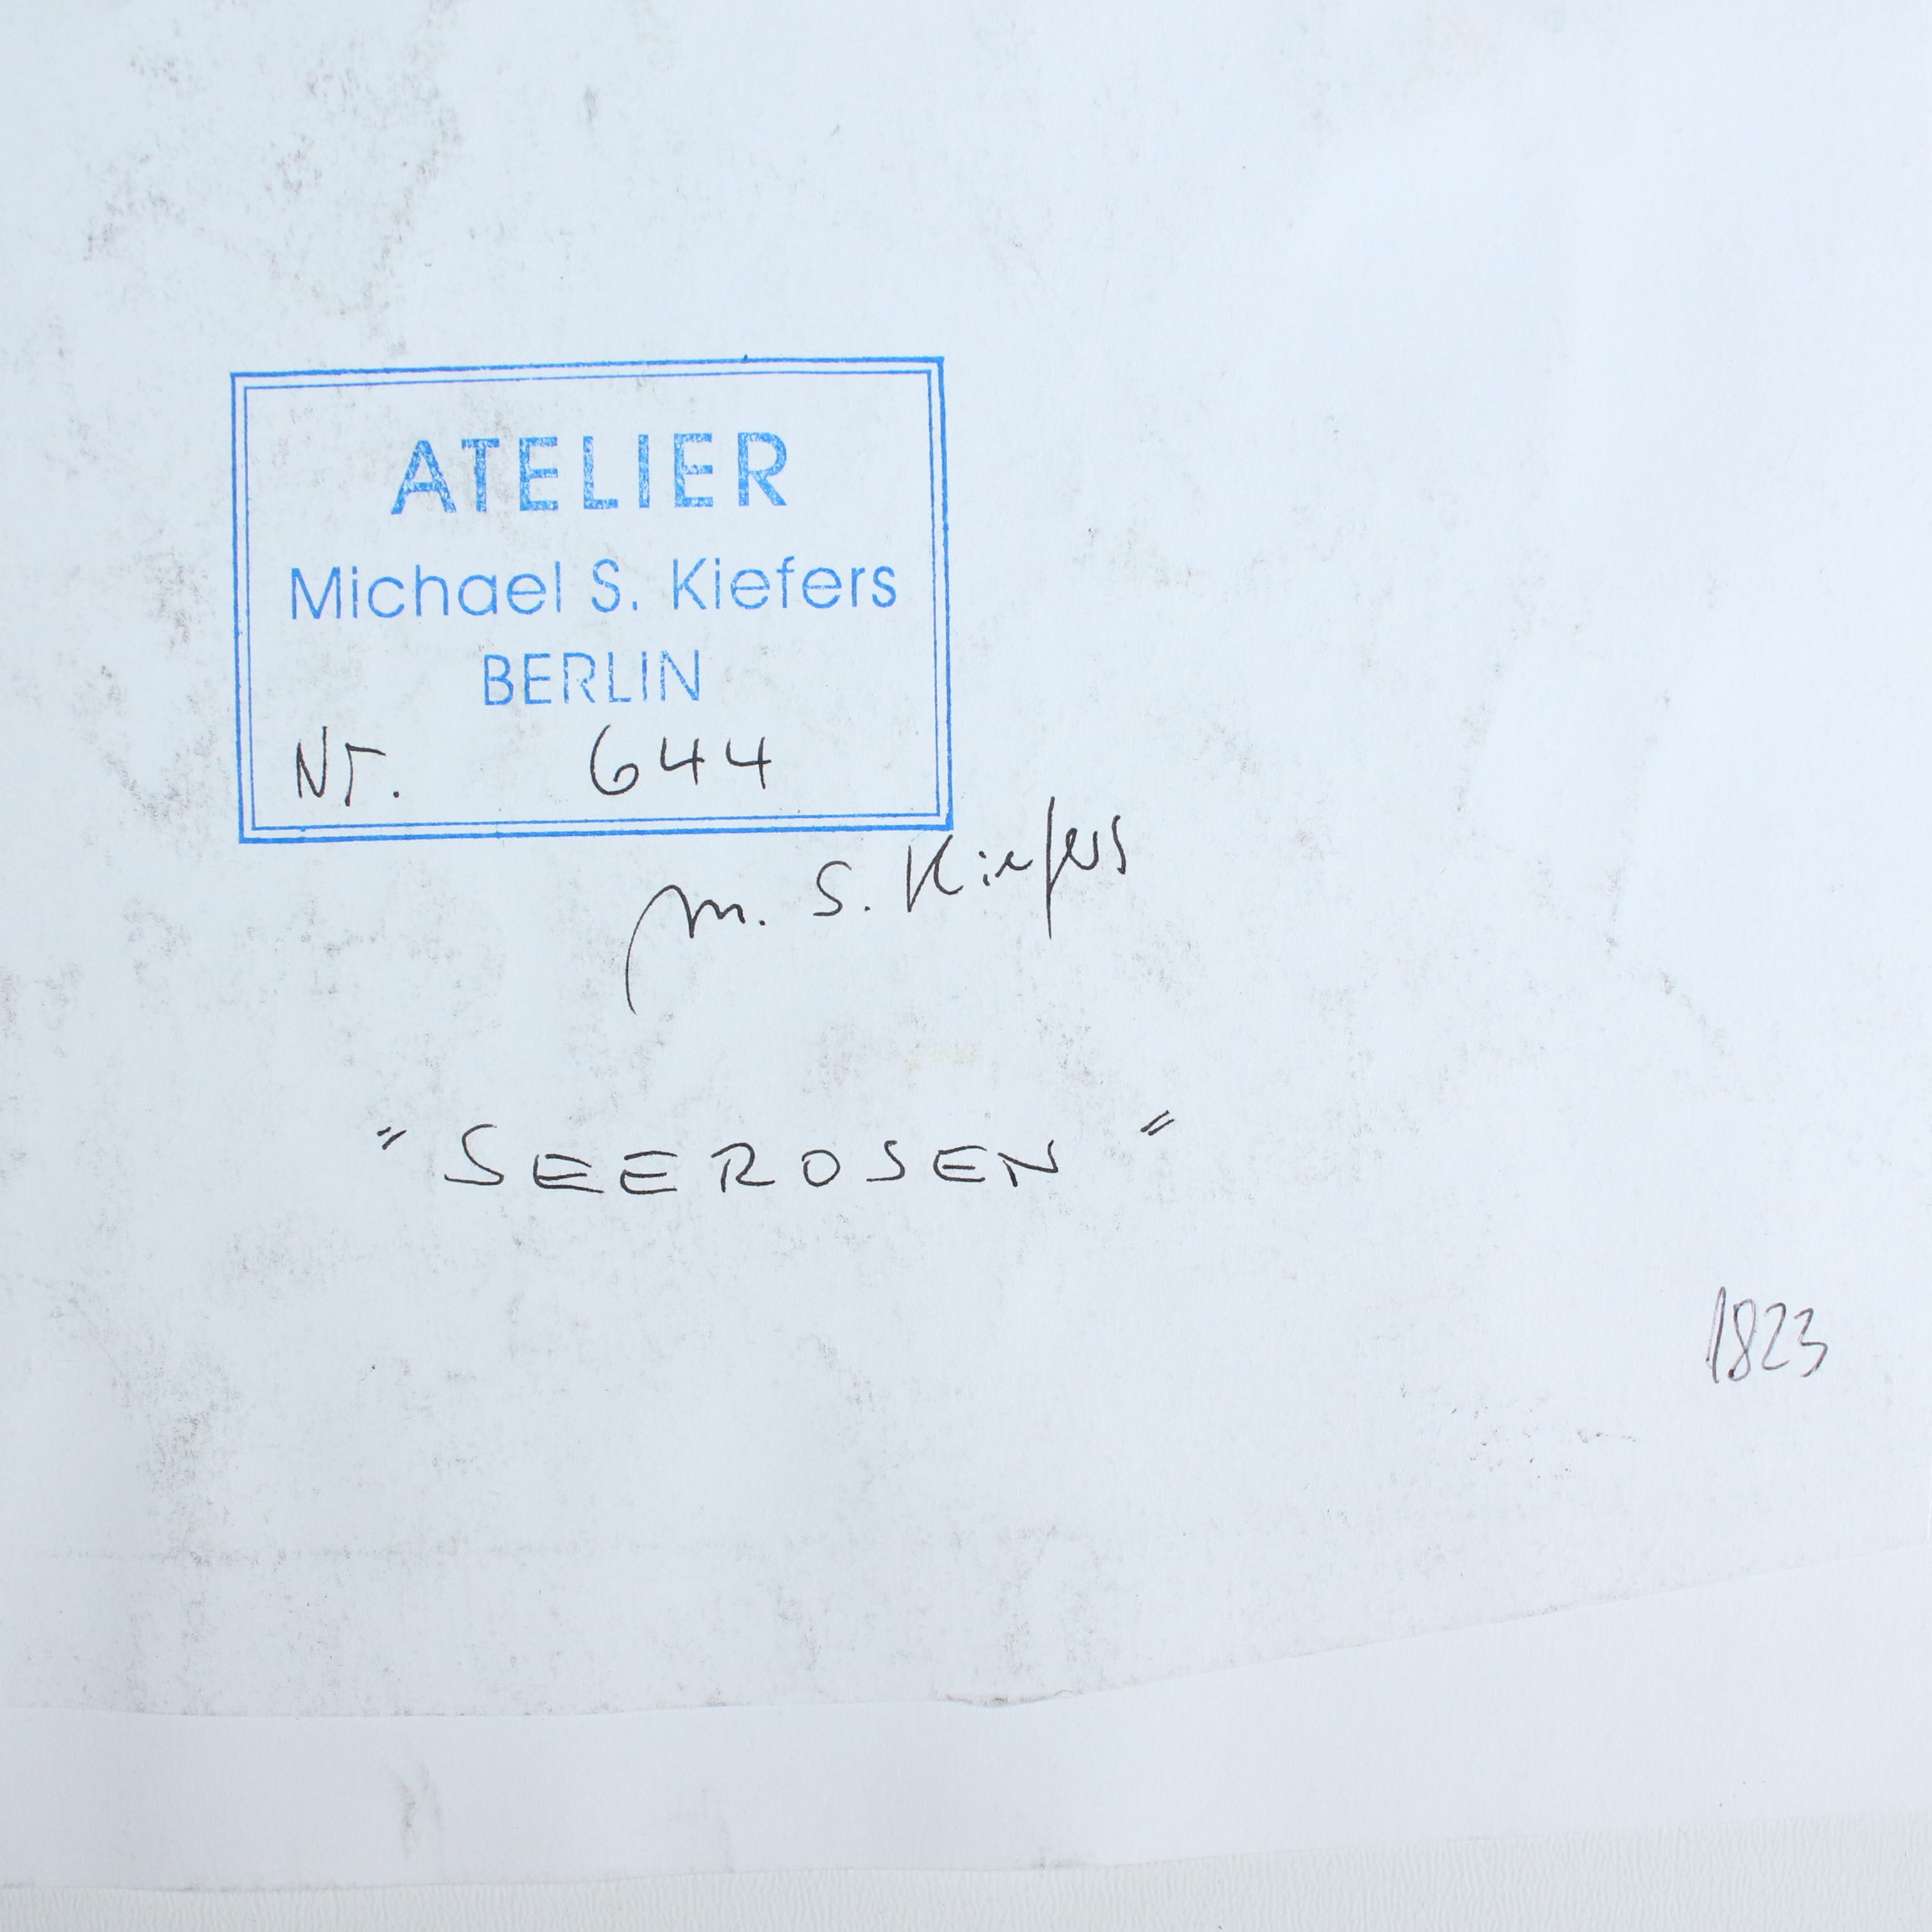 ATELIER
Michael S. Kiefers
BERLIN
Nr. 644
M. S. Kiefers
"SEEROSEN"
1823